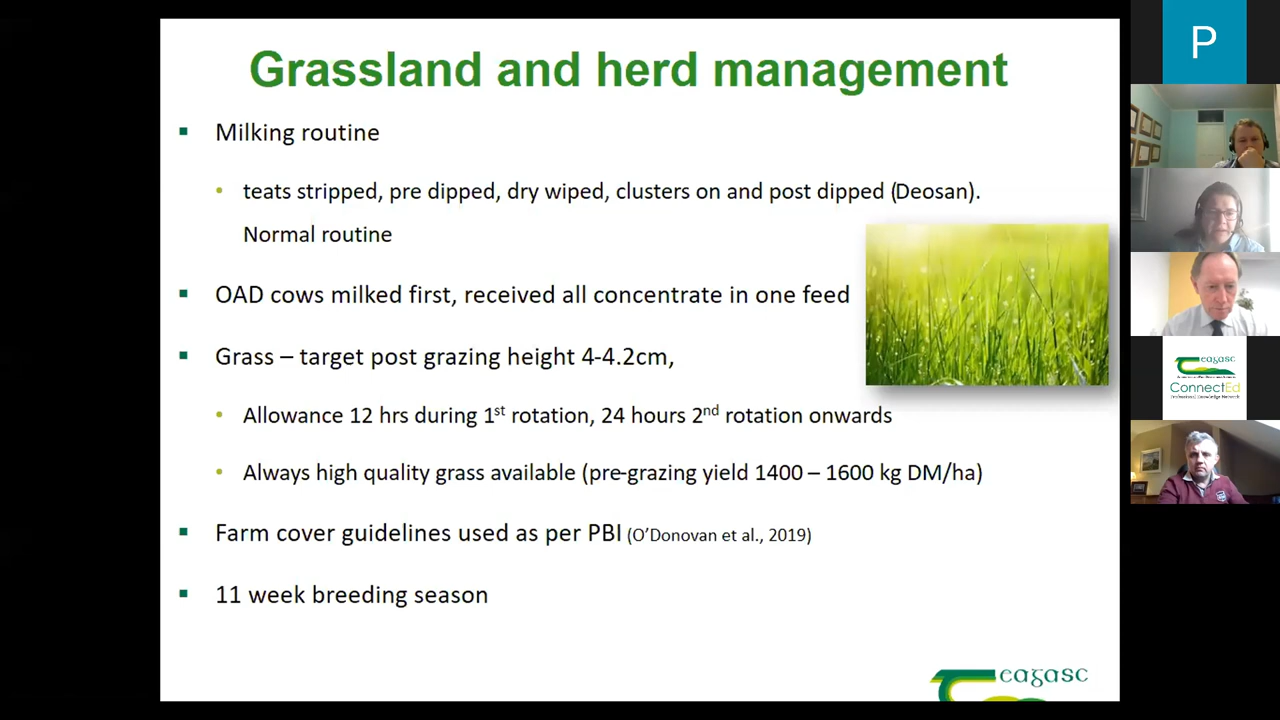 Grassland and herd management
Milking routine
teats stripped, pre dipped, dry wiped, clusters on and post dipped (Deosan).
Normal routine
OAD cows milked first, received all concentrate in one feed
Grass – target post grazing height 4-4.2cm,
Allowance 12 hrs during 1st rotation, 24 hours 2nd rotation onwards
Always high quality grass available (pre-grazing yield 1400 – 1600 kg DM/ha)
Farm cover guidelines used as per PBI (O'Donovan et al., 2019)
11 week breeding season
eagasc
P
eagasc
ConnectEd